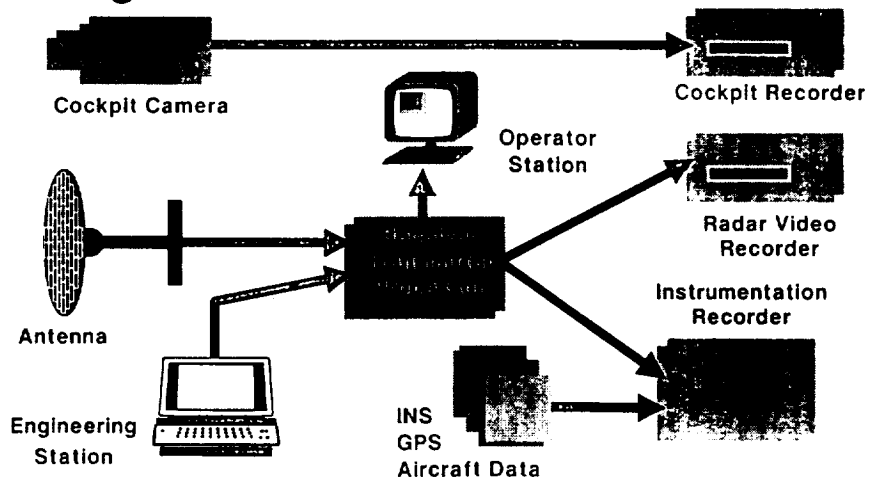 Cockpit Camera
Cockpit Recorder
Operator
Station
Radar Video
Recorder
Instrumentation
Recorder
Antenna
Engineering
Station
INS
GPS
Aircraft Data